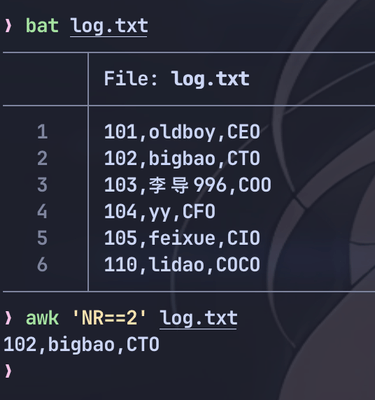 ❯ bat log.txt
File: log.txt
1 101,oldboy,CEO
2 102,bigbao,CTO
3 103,李导996,COO
4 104,yy,CFO
5 105,feixue,CIO
6 110,lidao,COCO
❯ awk 'NR==2' log.txt
102,bigbao,CTO
❯